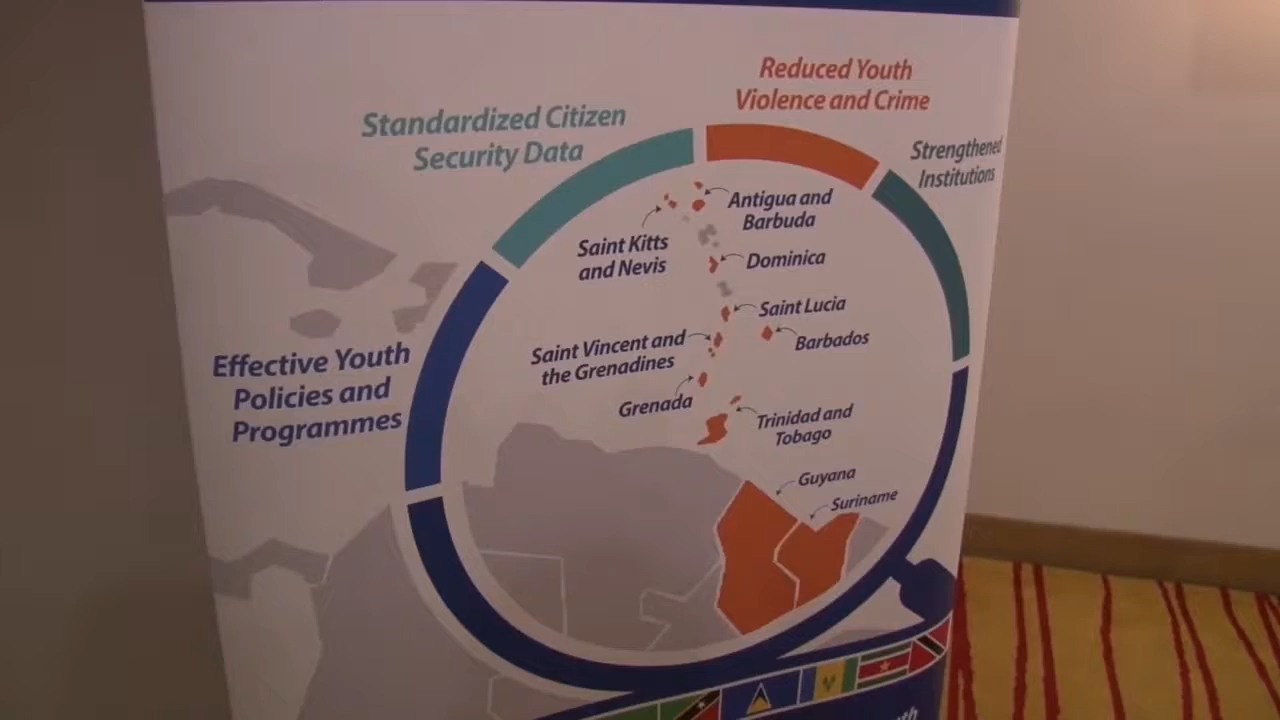 Reduced Youth
Violence and Crime
Standardized Citizen
Security Data
Strengthened
Institutions
Effective Youth
Policies and
Programmes
Antigua and
Barbuda
Saint Kitts
and Nevis
Dominica
Saint Lucia
Barbados
Saint Vincent and
the Grenadines
Grenada
Trinidad and
Tobago
Guyana
Suriname